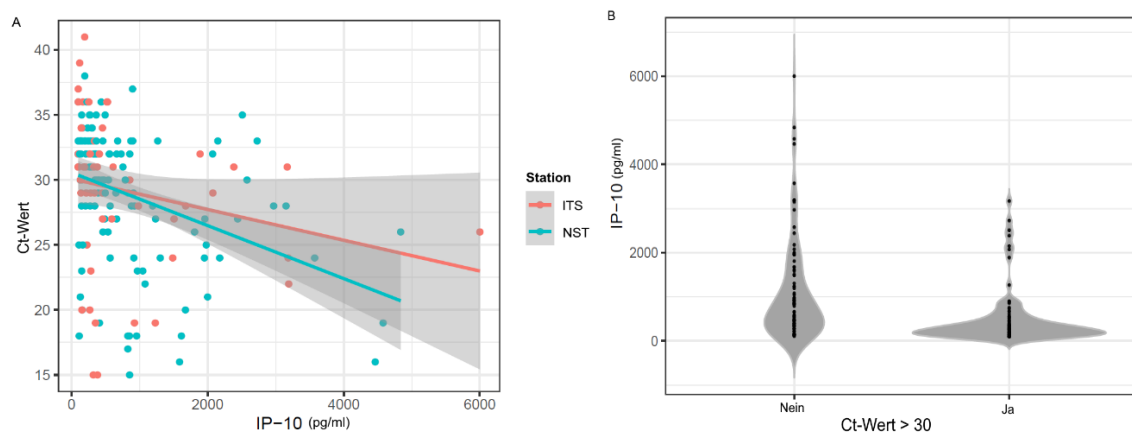 A
Ct-Wert
40
35
30
25
20
15
0
2000
4000
6000
IP-10 (pg/ml)
Station
ITS
NST
B
IP-10 (pg/ml)
6000
4000
2000
0
Nein
Ja
Ct-Wert > 30